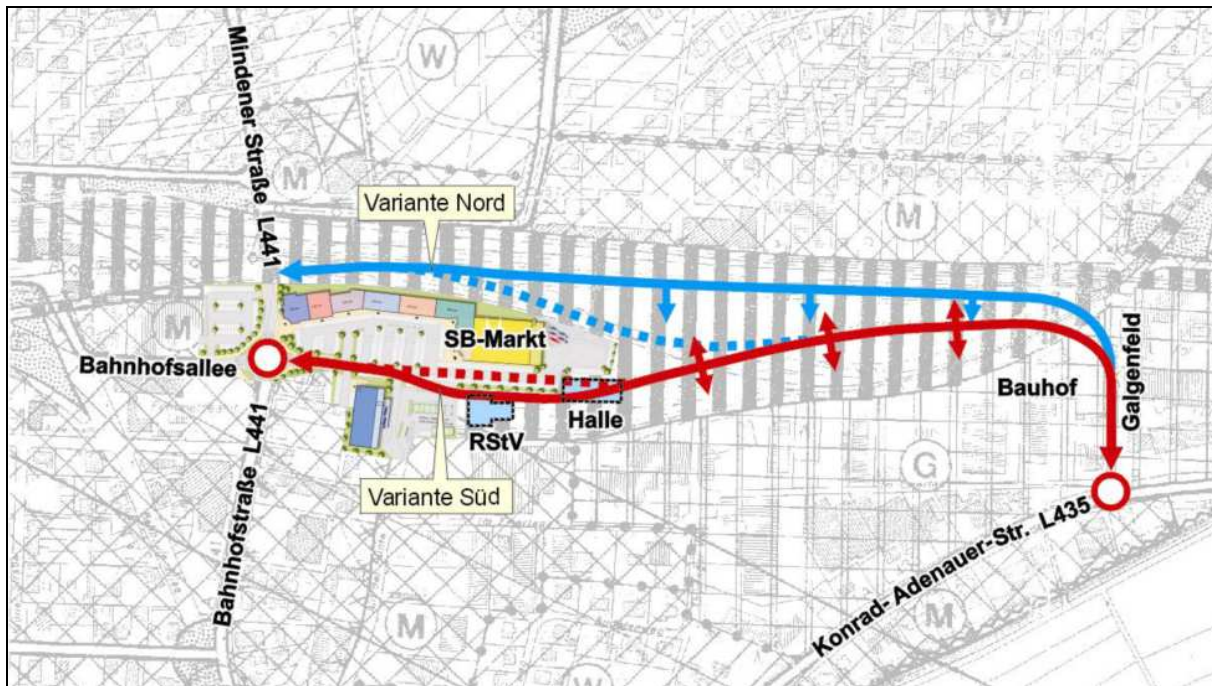 W
W
Mindener Straße L441
M
M
Variante Nord
M
SB-Markt
Bahnhofsallee
Halle
Bauhof
Galgenfeld
RStV
Bahnhofstraße L441
Variante Süd
G
Konrad-Adenauer-Str. L435
M
M
W